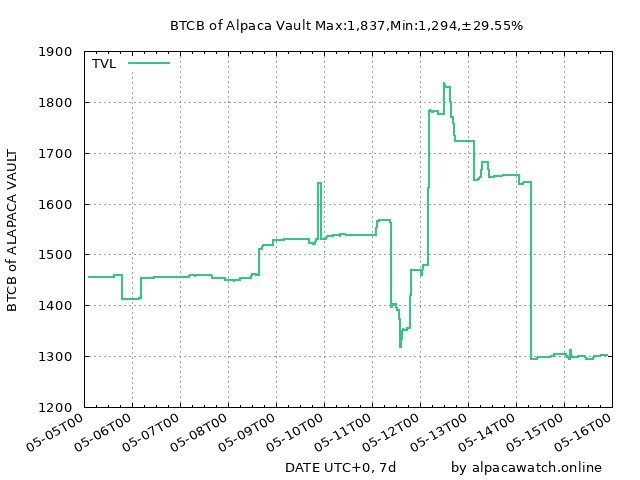 BTCB of Alpaca Vault Max:1,837,Min:1,294,±29.55%
TVL
1900
1800
1700
1600
1500
1400
1300
1200
BTCB of ALAPACA VAULT
05-05T00
05-06T00
05-07T00
05-08T00
05-09T00
05-10T00
05-11T00
05-12T00
05-13T00
05-14T00
05-15T00
05-16T00
DATE UTC+0, 7d
by alpacawatch.online